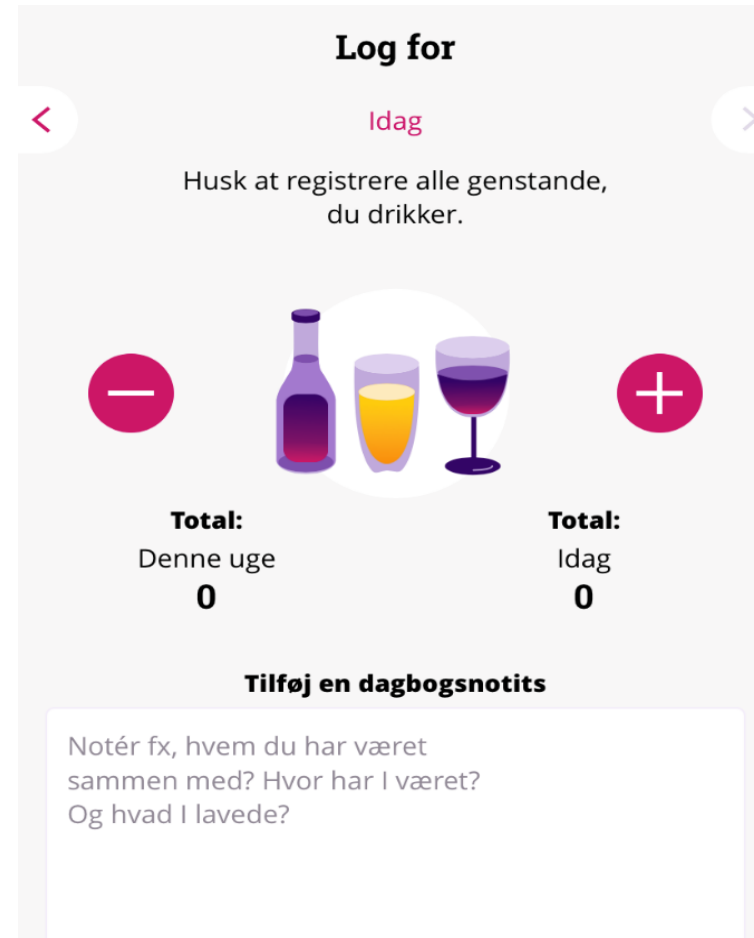 Log for
Idag
Husk at registrere alle genstande,
du drikker.
Total:
Denne uge
0
Total:
Idag
0
Tilføj en dagbogsnotits
Notér fx, hvem du har været
sammen med? Hvor har I været?
Og hvad I lavede?